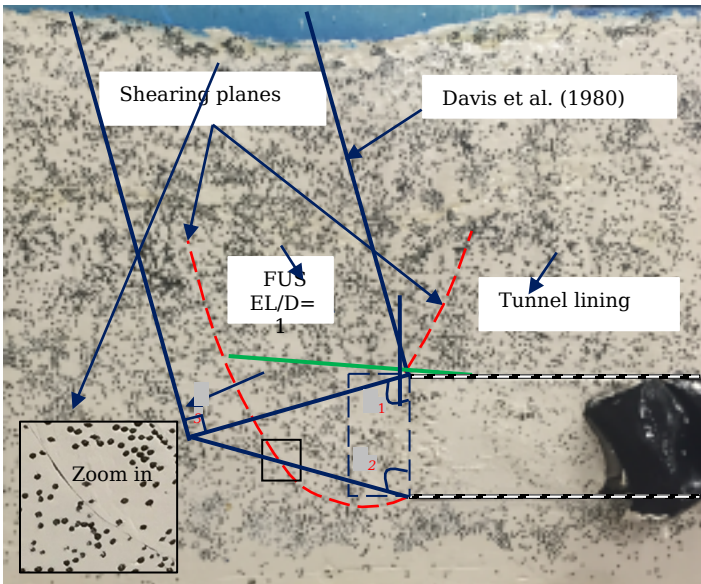 Shearing planes
Davis et al. (1980)
FUS
EL/D=
1
Tunnel lining
3
1
2
Zoom in